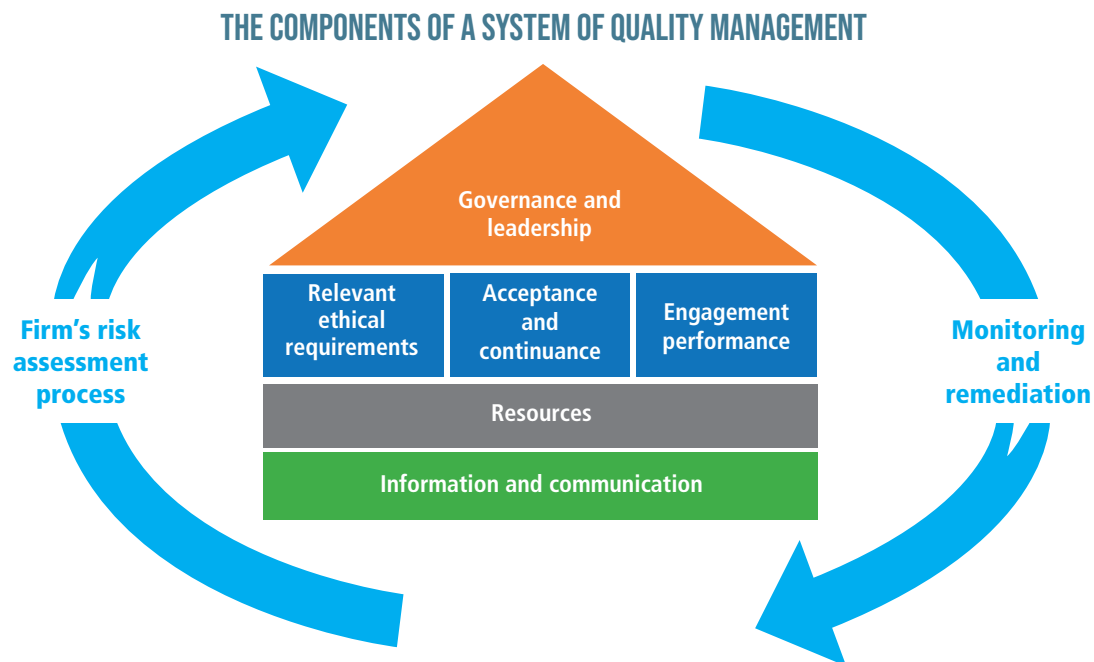 THE COMPONENTS OF A SYSTEM OF QUALITY MANAGEMENT
Governance and
leadership
Relevant
ethical
requirements
Acceptance
and
continuance
Engagement
performance
Firm's risk
assessment
process
Monitoring
and
remediation
Resources
Information and communication